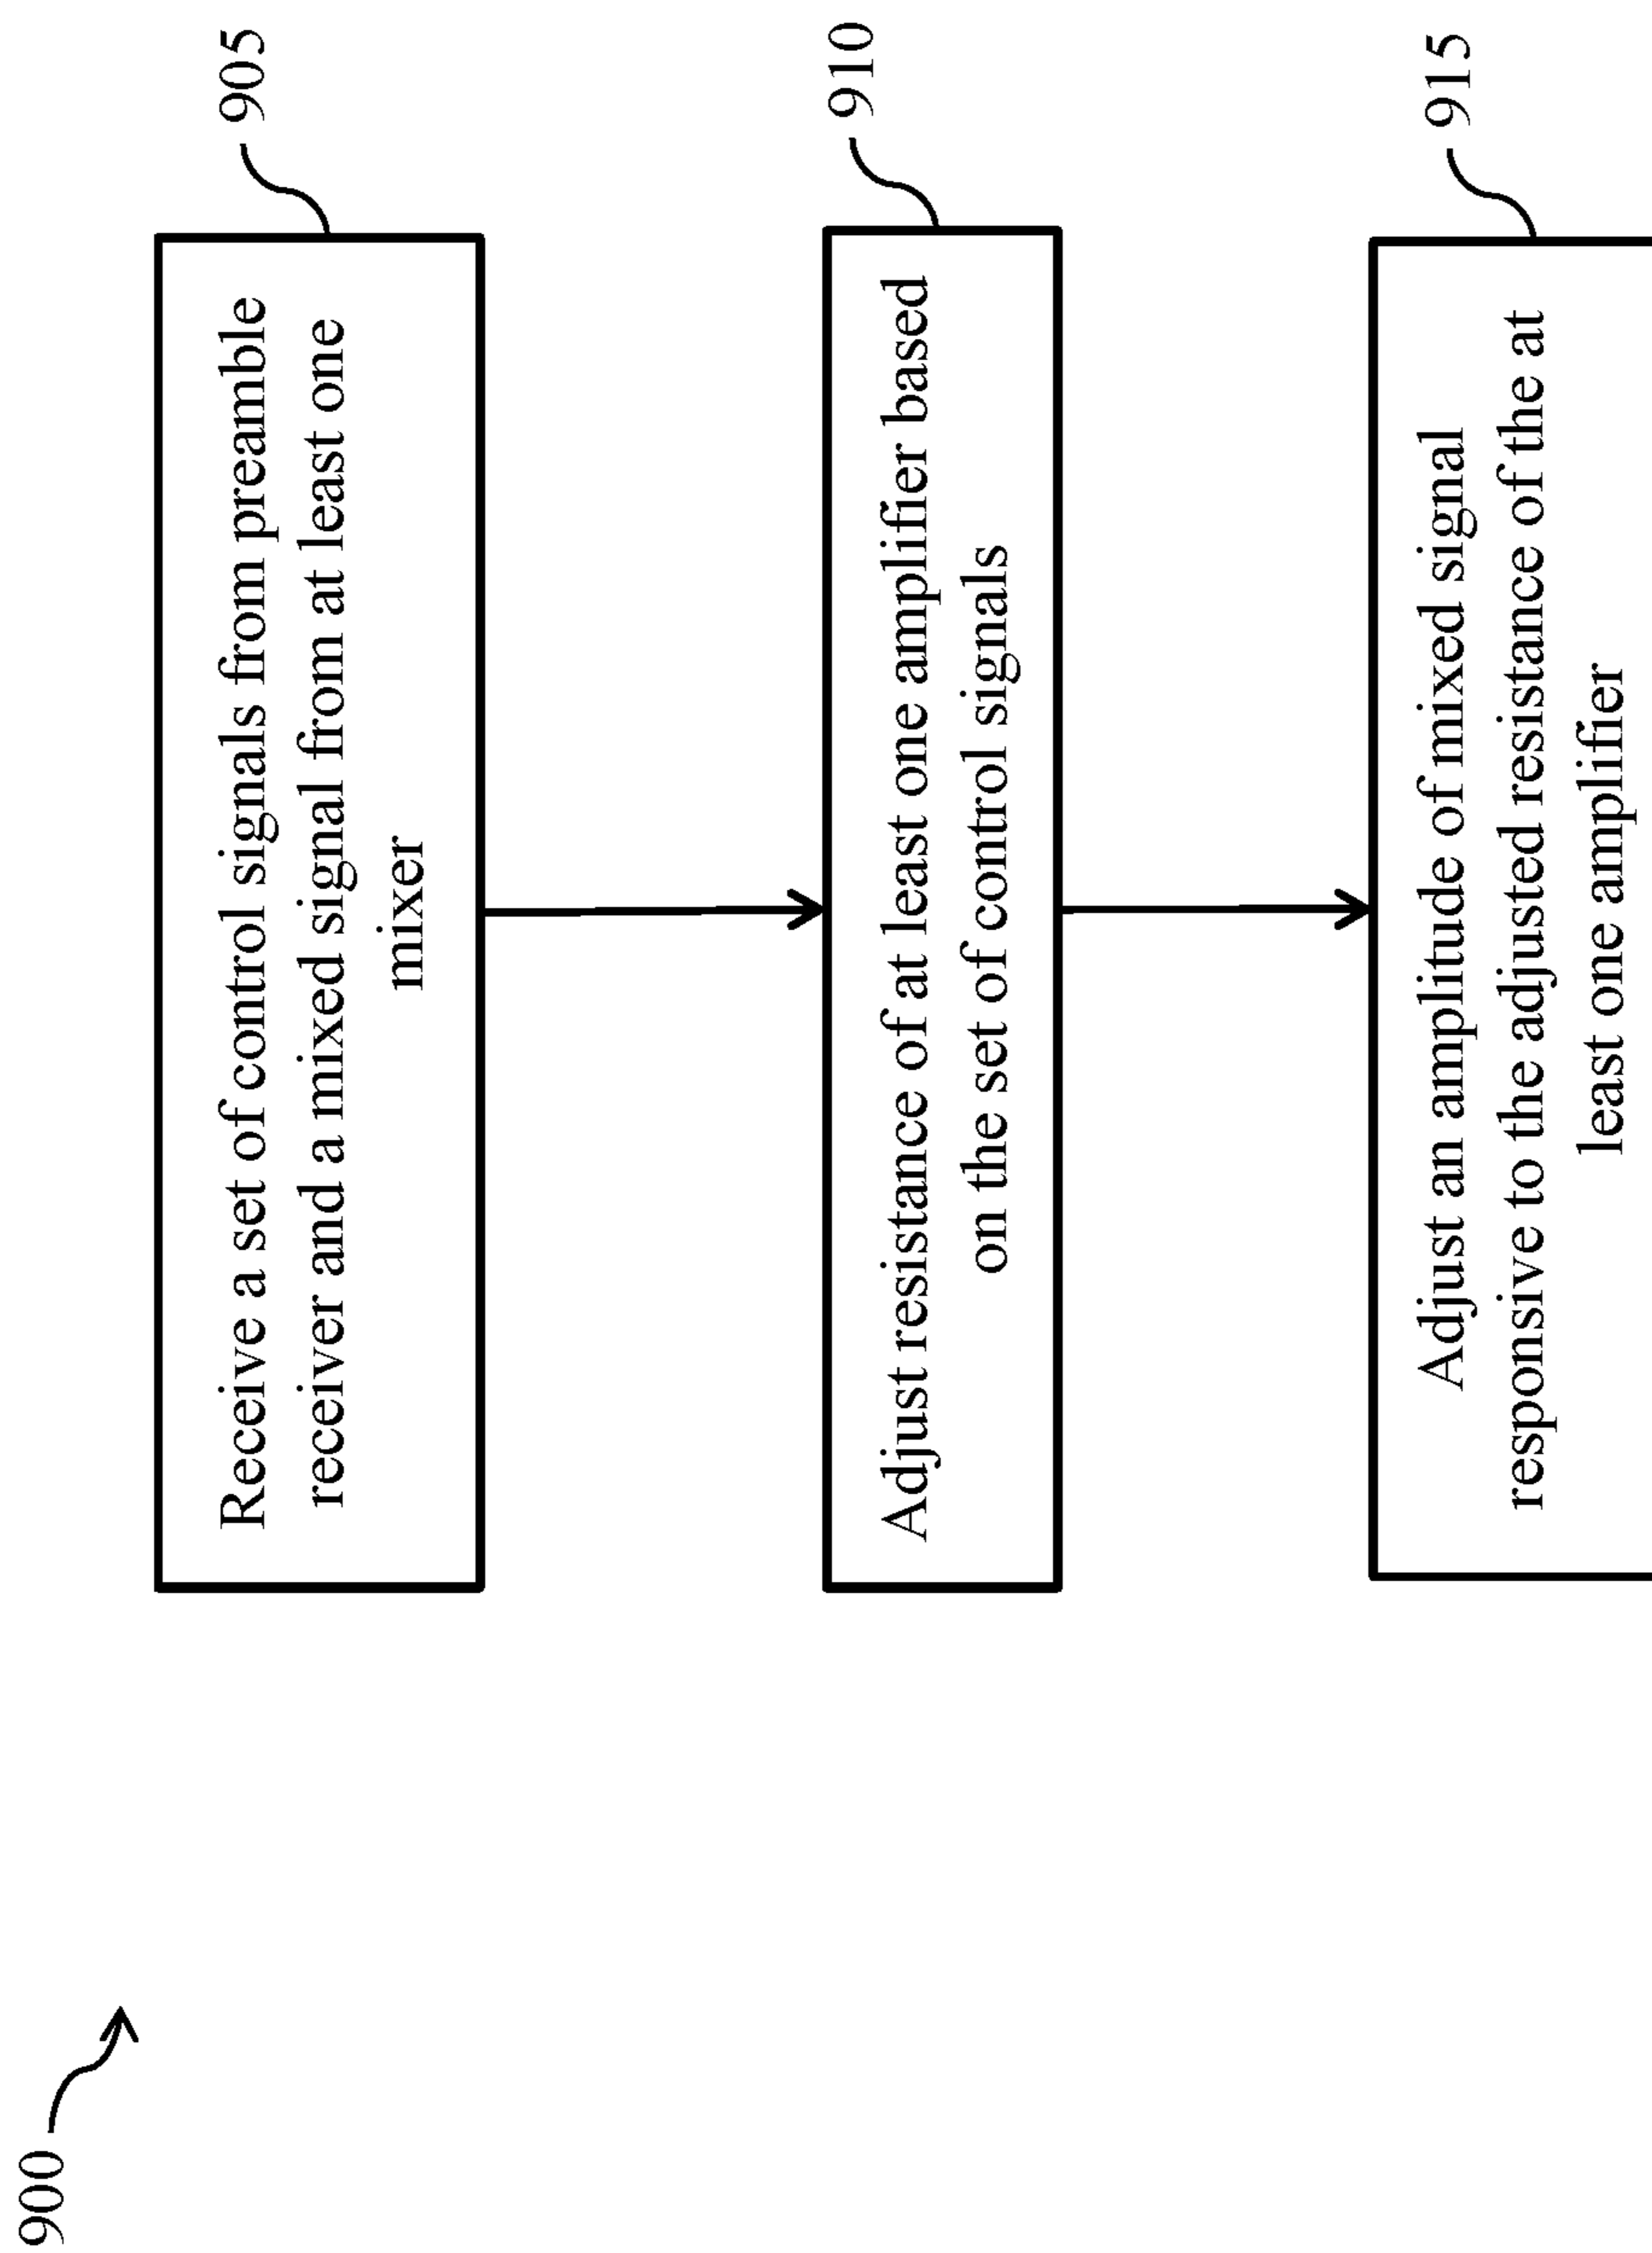 900
Receive a set of control signals from preamble
receiver and a mixed signal from at least one
mixer
905
Adjust resistance of at least one amplifier based
on the set of control signals
910
Adjust an amplitude of mixed signal
responsive to the adjusted resistance of the at
least one amplifier
915